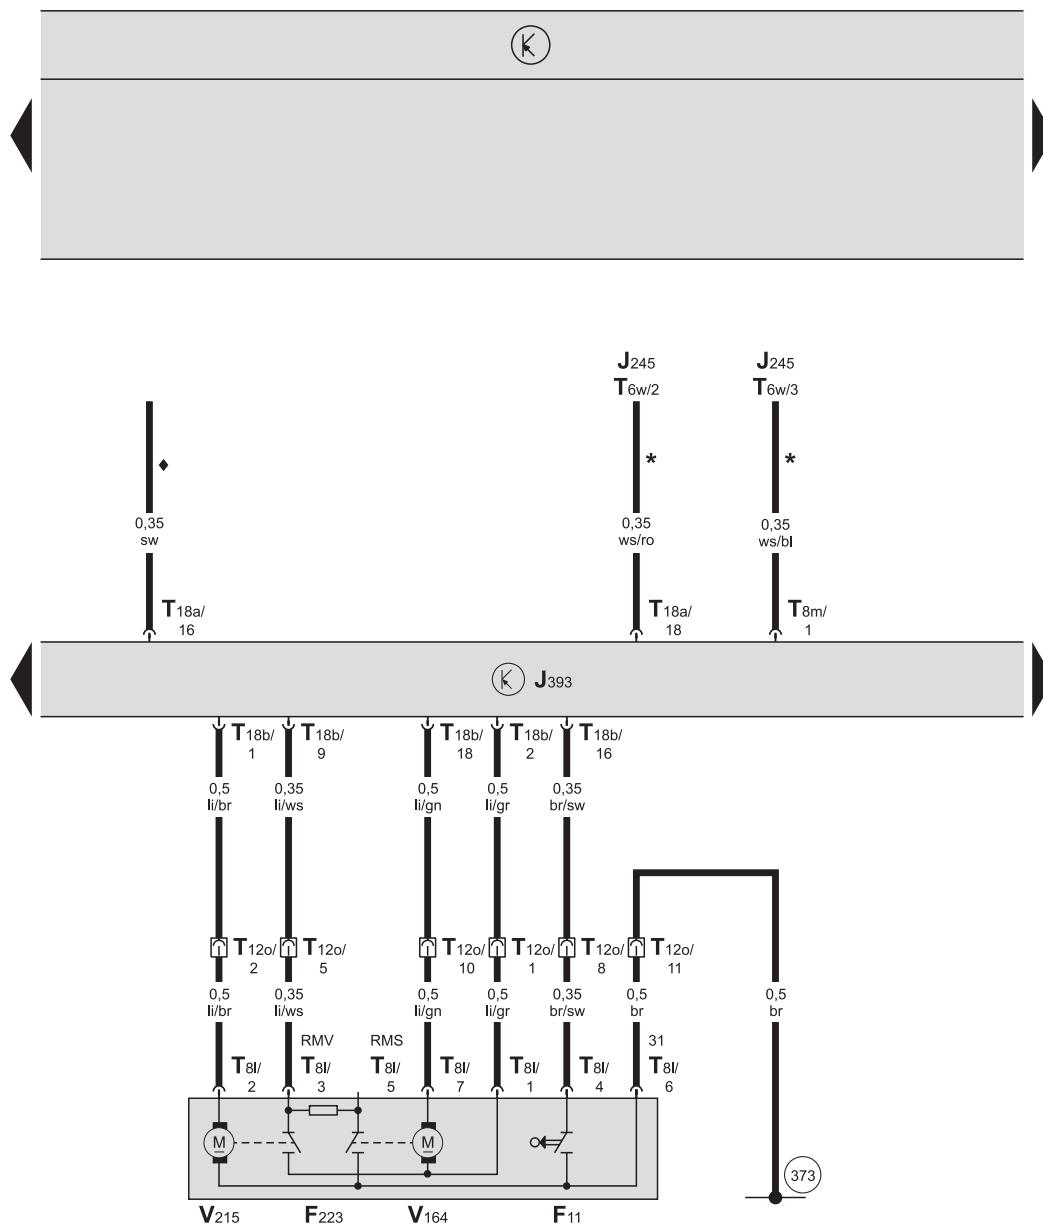 J245 J245
T6w/2 T6w/3
♦ * *
0,35 0,35 0,35
sw ws/ro ws/bl
T18a/ T18a/ T8m/
16 18 1
J393
T18b/ T18b/ T18b/ T18b/ T18b/
1 9 18 2 16
0,5 0,35 0,5 0,5 0,35
li/br li/ws li/gn li/gr br/sw
T12o/ T12o/ T12o/ T12o/ T12o/ T12o/
2 5 10 1 8 11
0,5 0,35 0,5 0,5 0,35 0,5 0,5
li/br li/ws li/gn li/gr br/sw br br
RMV RMS 31
T8l/ T8l/ T8l/ T8l/ T8l/ T8l/ T8l/
2 3 5 7 1 4 6
M M
373
V215 F223 V164 F11